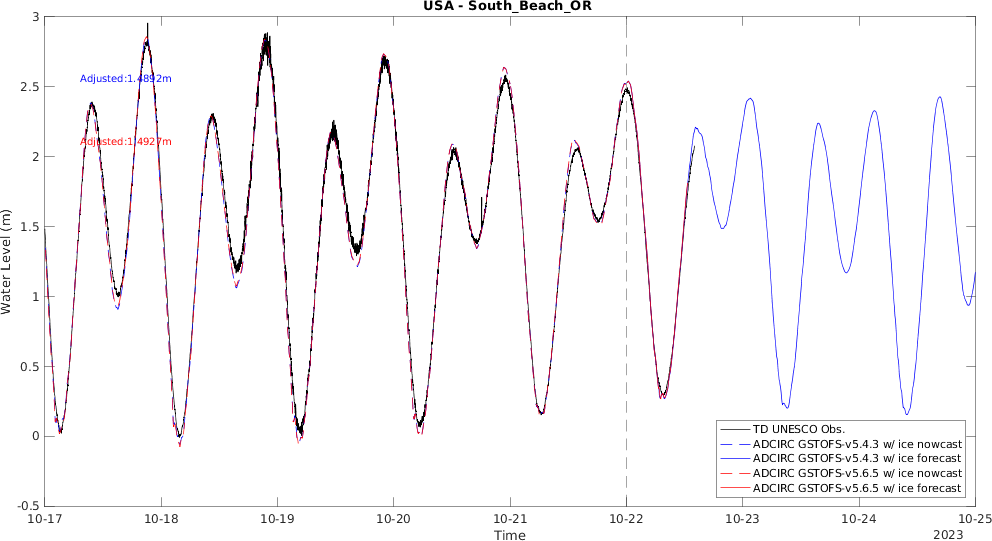 USA - South_Beach_OR
3
2.5
2
1.5
1
0.5
0
-0.5
Water Level (m)
Adjusted:1.4892m
Adjusted:1.4927m
TD UNESCO Obs.
ADCIRC GSTOFS-v5.4.3 w/ ice nowcast
ADCIRC GSTOFS-v5.4.3 w/ ice forecast
ADCIRC GSTOFS-v5.6.5 w/ ice nowcast
ADCIRC GSTOFS-v5.6.5 w/ ice forecast
10-17 10-18 10-19 10-20 10-21 10-22 10-23 10-24 10-25
Time
2023